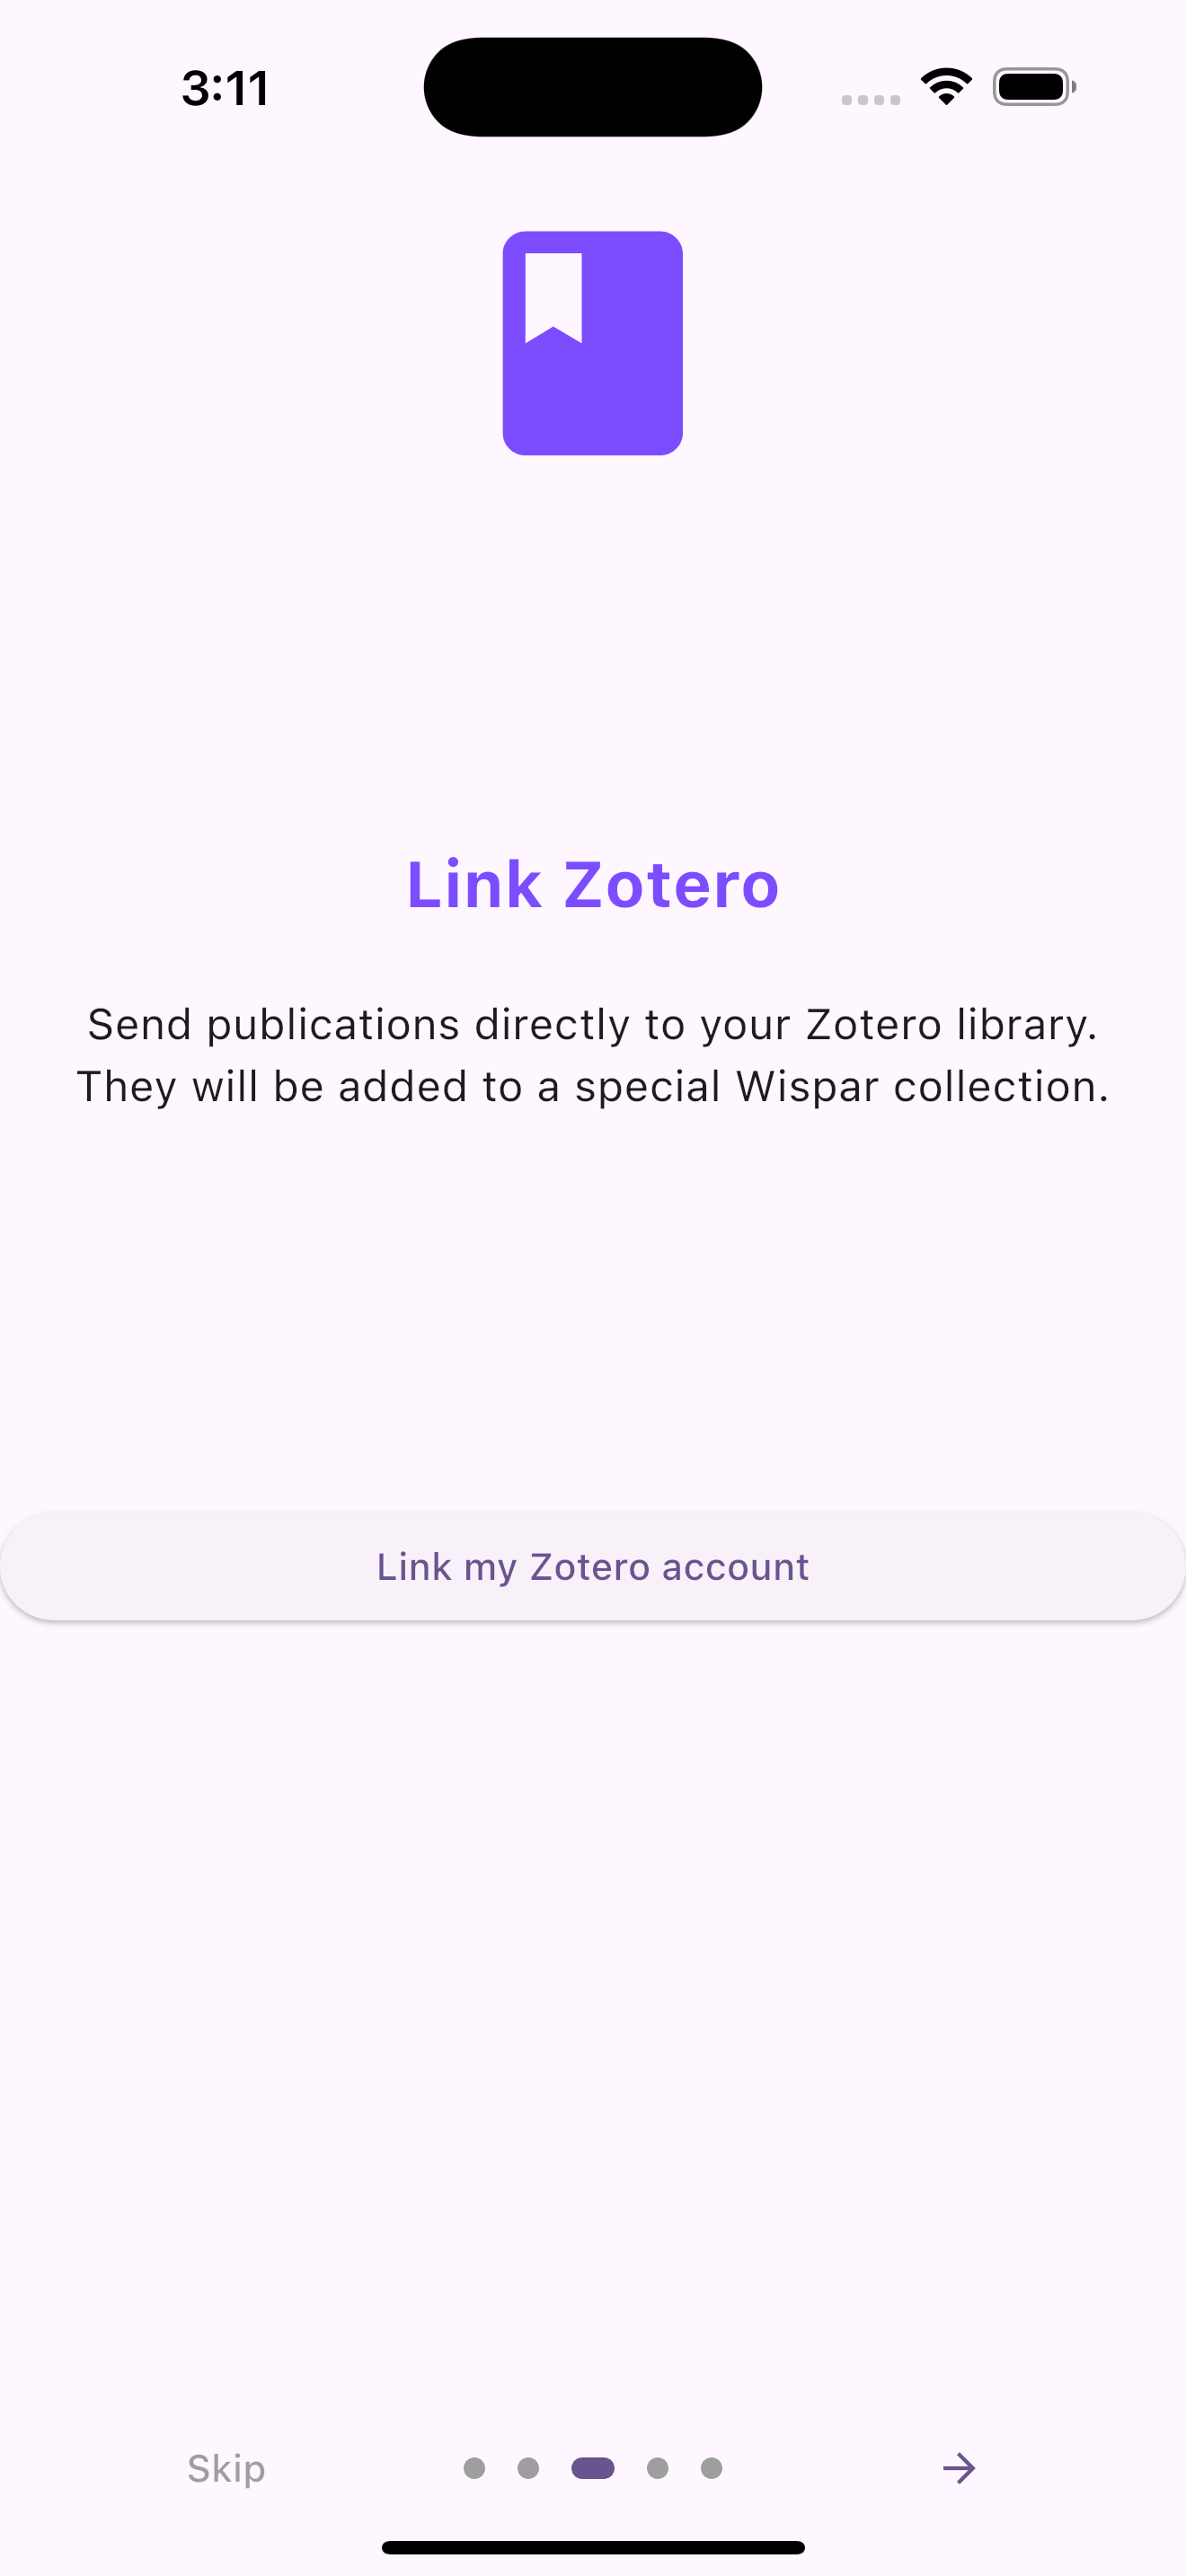 3:11
Link Zotero
Send publications directly to your Zotero library.
They will be added to a special Wispar collection.
Link my Zotero account
Skip